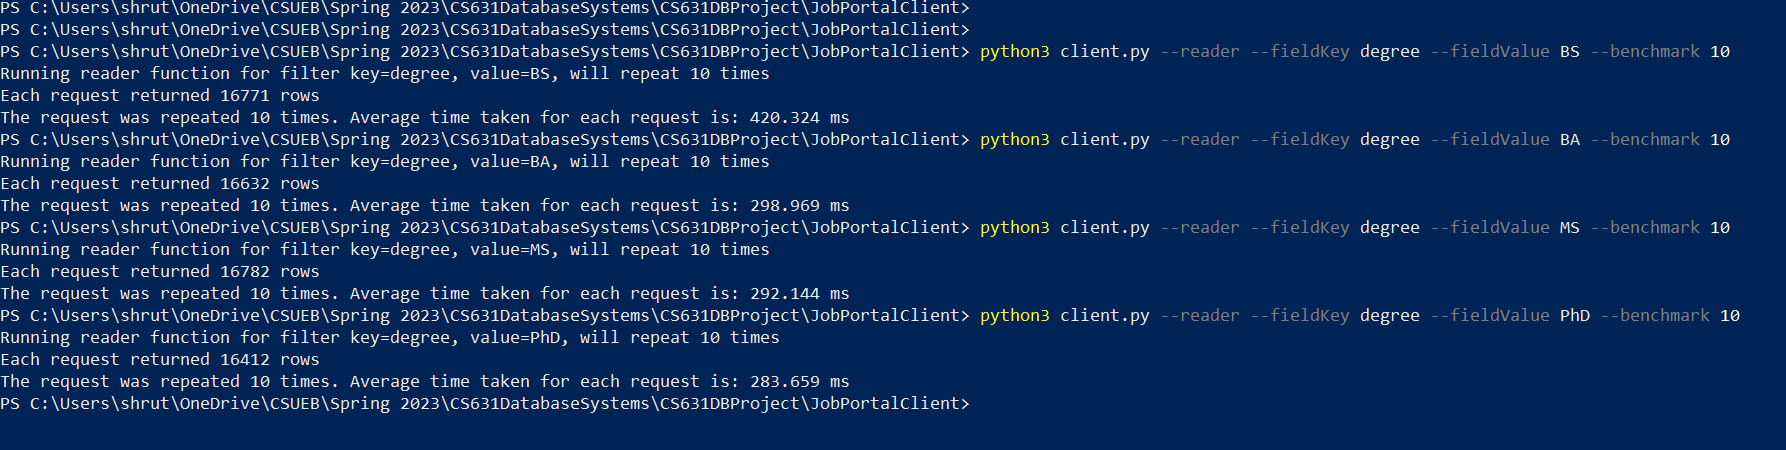 PS C:\Users\shrut\OneDrive\CSUEB\Spring 2023\CS631DatabaseSystems\CS631DBProject\JobPortalClient>
PS C:\Users\shrut\OneDrive\CSUEB\Spring 2023\CS631DatabaseSystems\CS631DBProject\JobPortalClient>
PS C:\Users\shrut\OneDrive\CSUEB\Spring 2023\CS631DatabaseSystems\CS631DBProject\JobPortalClient> python3 client.py --reader --fieldKey degree --fieldValue BS --benchmark 10
Running reader function for filter key=degree, value=BS, will repeat 10 times
Each request returned 16771 rows
The request was repeated 10 times. Average time taken for each request is: 420.324 ms
PS C:\Users\shrut\OneDrive\CSUEB\Spring 2023\CS631DatabaseSystems\CS631DBProject\JobPortalClient> python3 client.py --reader --fieldKey degree --fieldValue BA --benchmark 10
Running reader function for filter key=degree, value=BA, will repeat 10 times
Each request returned 16632 rows
The request was repeated 10 times. Average time taken for each request is: 298.969 ms
PS C:\Users\shrut\OneDrive\CSUEB\Spring 2023\CS631DatabaseSystems\CS631DBProject\JobPortalClient> python3 client.py --reader --fieldKey degree --fieldValue MS --benchmark 10
Running reader function for filter key=degree, value=MS, will repeat 10 times
Each request returned 16782 rows
The request was repeated 10 times. Average time taken for each request is: 292.144 ms
PS C:\Users\shrut\OneDrive\CSUEB\Spring 2023\CS631DatabaseSystems\CS631DBProject\JobPortalClient> python3 client.py --reader --fieldKey degree --fieldValue PhD --benchmark 10
Running reader function for filter key=degree, value=PhD, will repeat 10 times
Each request returned 16412 rows
The request was repeated 10 times. Average time taken for each request is: 283.659 ms
PS C:\Users\shrut\OneDrive\CSUEB\Spring 2023\CS631DatabaseSystems\CS631DBProject\JobPortalClient>